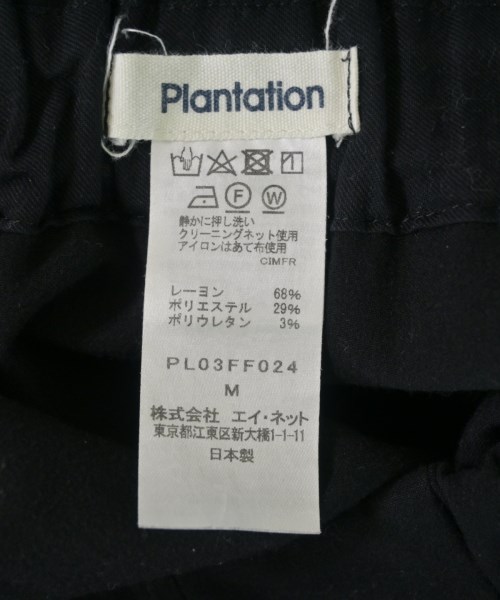 Plantation
F W
静かに押し洗い
クリーニングネット使用
アイロンはあて布使用
CIMFR
レーヨン 68%
ポリエステル 29%
ポリウレタン 3%
PL03FF024
M
株式会社 エイ・ネット
東京都江東区新大橋1-1-11
日本製